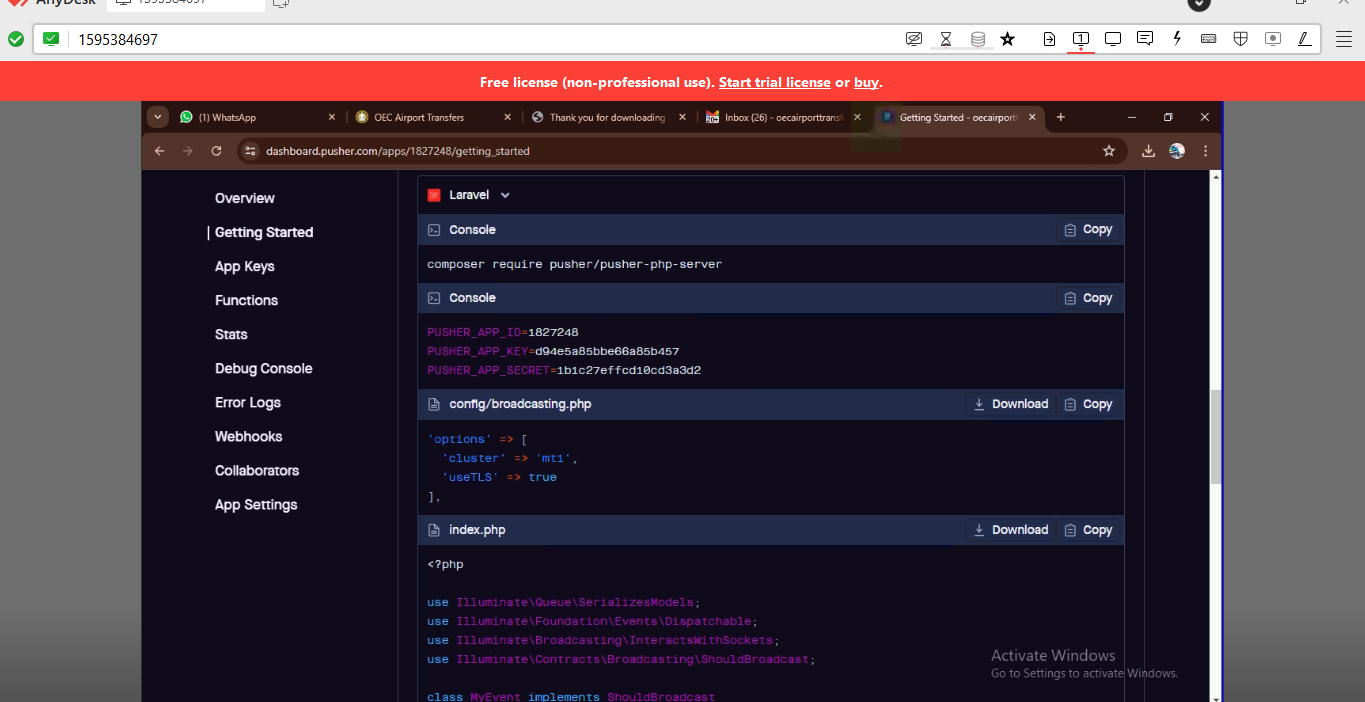 AnyDesk
1595384697
1595384697
Free license (non-professional use). Start trial license or buy.
(1) WhatsApp
OEC Airport Transfers
Thank you for downloading
Inbox (26) - oecairporttransf
Getting Started - oecairport
dashboard.pusher.com/apps/1827248/getting_started
Overview
Getting Started
App Keys
Functions
Stats
Debug Console
Error Logs
Webhooks
Collaborators
App Settings
Laravel
Console Copy
composer require pusher/pusher-php-server
Console Copy
PUSHER_APP_ID=1827248
PUSHER_APP_KEY=d94e5a85bbe66a85b457
PUSHER_APP_SECRET=1b1c27effcd10cd3a3d2
config/broadcasting.php Download Copy
'options' => [
'cluster' => 'mt1',
'useTLS' => true
],
index.php Download Copy
<?php
use Illuminate\Queue\SerializesModels;
use Illuminate\Foundation\Events\Dispatchable;
use Illuminate\Broadcasting\InteractsWithSockets;
use Illuminate\Contracts\Broadcasting\ShouldBroadcast;
class MyEvent implements ShouldBroadcast
Activate Windows
Go to Settings to activate Windows.